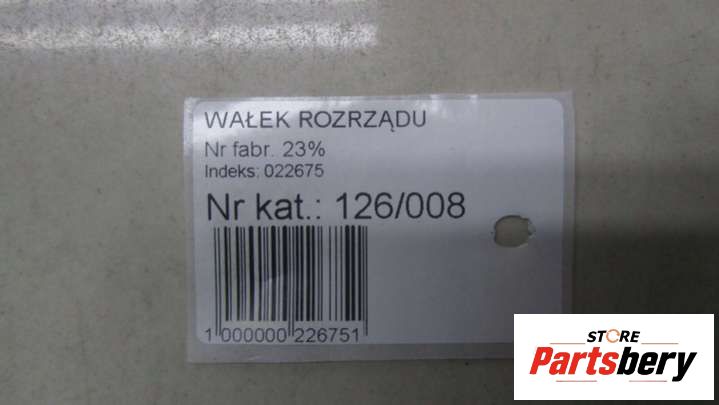 WAŁEK ROZRZĄDU
Nr fabr. 23%
Indeks: 022675
Nr kat.: 126/008
1 000000 226751
STORE
Partsbery